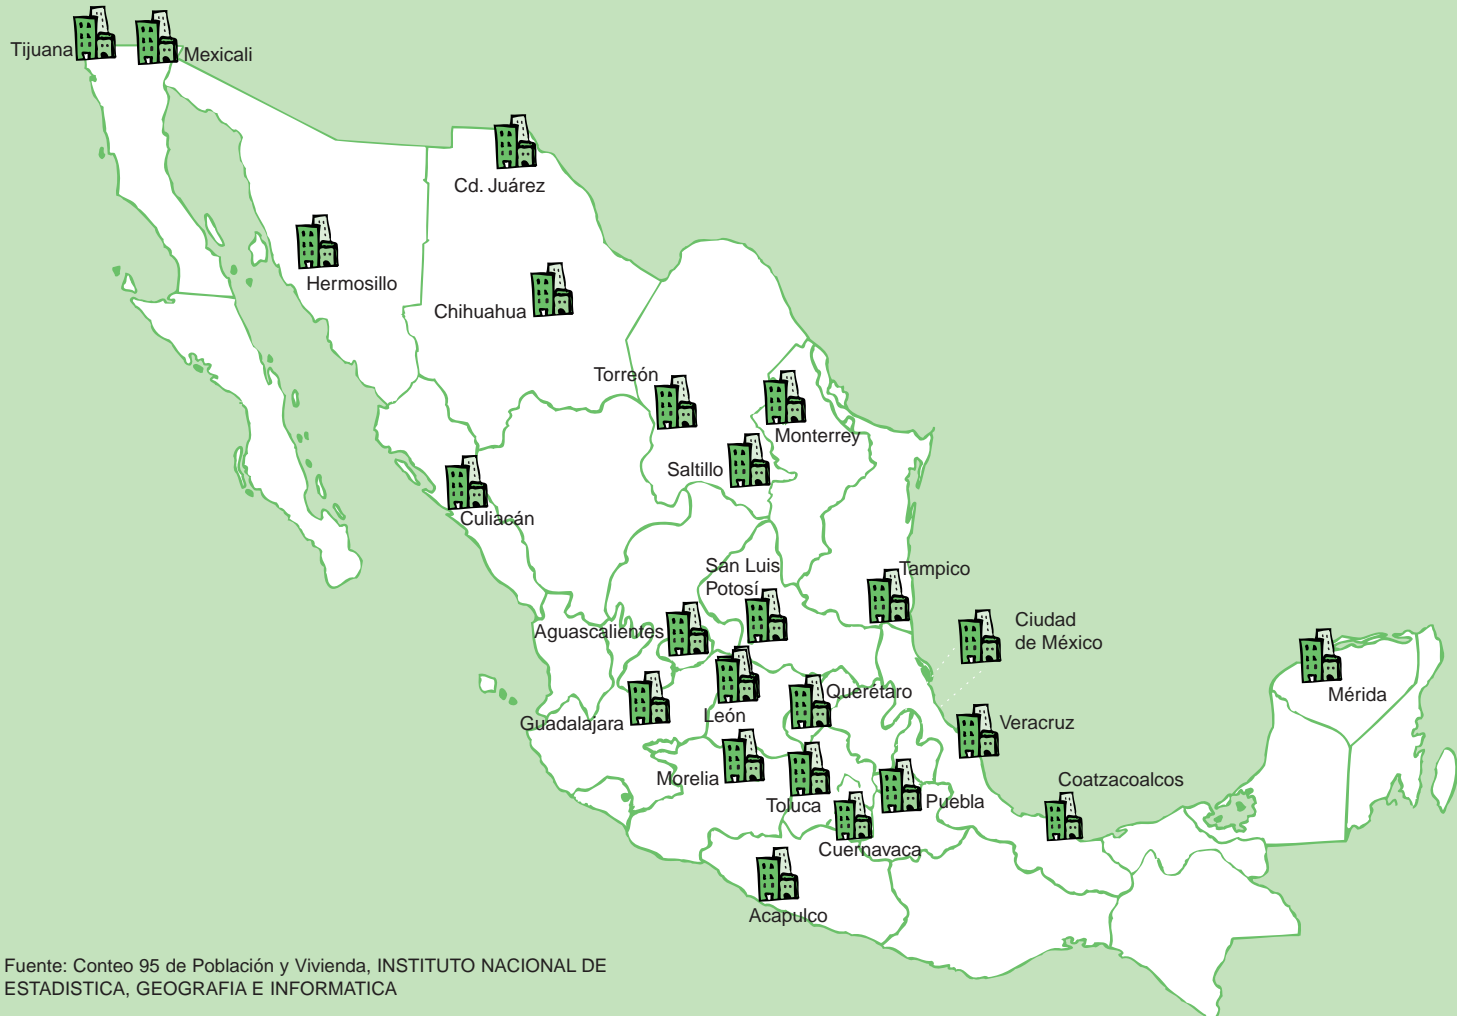 Tijuana
Mexicali
Cd. Juárez
Hermosillo
Chihuahua
Torreón
Monterrey
Saltillo
Culiacán
San Luis
Potosí
Tampico
Aguascalientes
Ciudad
de México
Mérida
Querétaro
León
Guadalajara
Veracruz
Morelia
Coatzacoalcos
Toluca
Puebla
Cuernavaca
Acapulco
Fuente: Conteo 95 de Población y Vivienda, INSTITUTO NACIONAL DE
ESTADISTICA, GEOGRAFIA E INFORMATICA